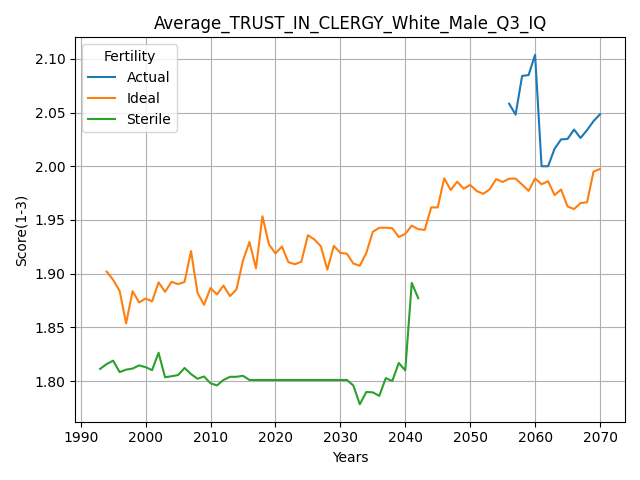 Average_TRUST_IN_CLERGY_White_Male_Q3_IQ
Fertility
Actual
Ideal
Sterile
Score(1-3)
2.10
2.05
2.00
1.95
1.90
1.85
1.80
1990 2000 2010 2020 2030 2040 2050 2060 2070
Years